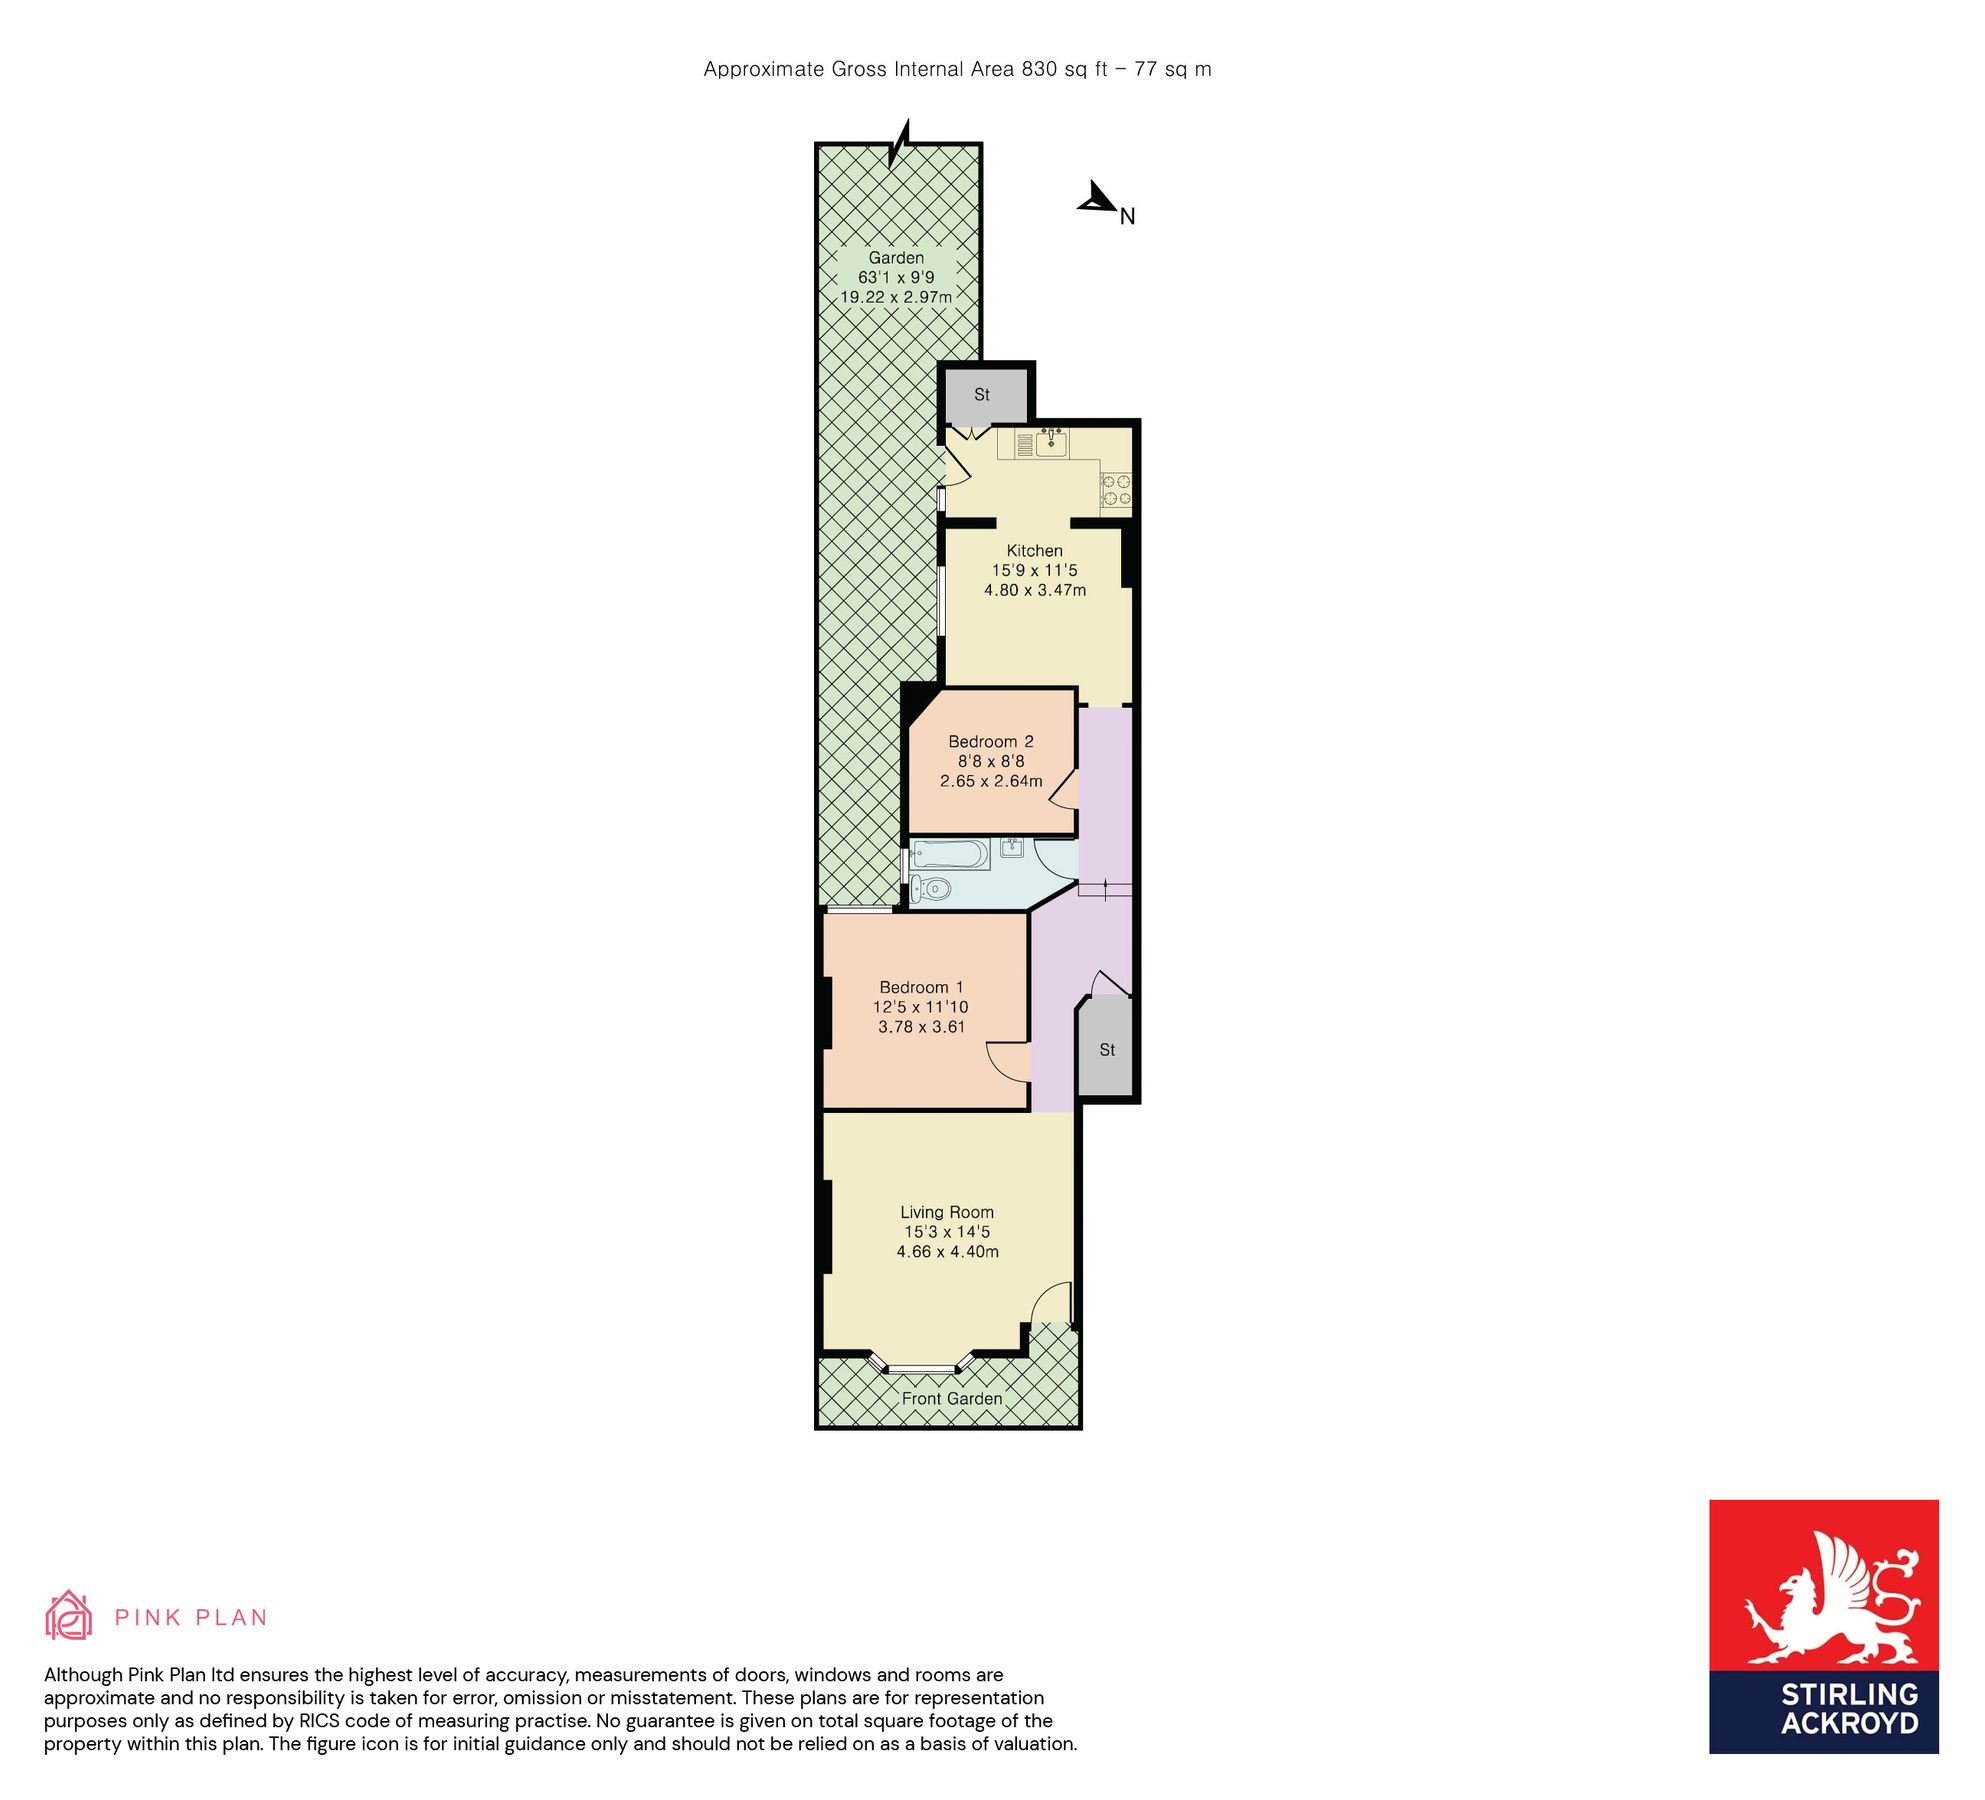 Approximate Gross Internal Area 830 sq ft – 77 sq m
N
Garden
63'1 x 9'9
19.22 x 2.97m
St
Kitchen
15'9 x 11'5
4.80 x 3.47m
Bedroom 2
8'8 x 8'8
2.65 x 2.64m
Bedroom 1
12'5 x 11'10
3.78 x 3.61
St
Living Room
15'3 x 14'5
4.66 x 4.40m
Front Garden
PINK PLAN
Although Pink Plan ltd ensures the highest level of accuracy, measurements of doors, windows and rooms are
approximate and no responsibility is taken for error, omission or misstatement. These plans are for representation
purposes only as defined by RICS code of measuring practise. No guarantee is given on total square footage of the
property within this plan. The figure icon is for initial guidance only and should not be relied on as a basis of valuation.
STIRLING
ACKROYD